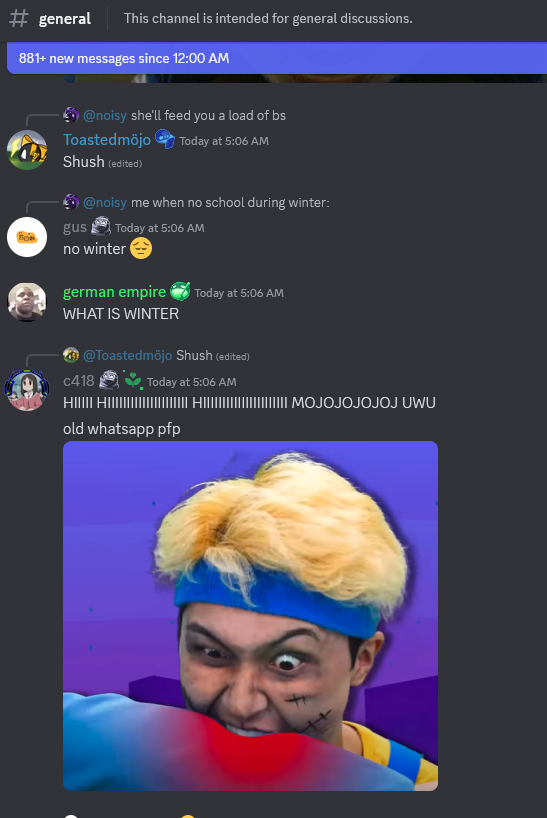 general
This channel is intended for general discussions.
881+ new messages since 12:00 AM
@noisy she'll feed you a load of bs
Toastedmöjo Today at 5:06 AM
Shush (edited)
@noisy me when no school during winter:
gus Today at 5:06 AM
no winter 😔
german empire Today at 5:06 AM
WHAT IS WINTER
@Toastedmöjo Shush (edited)
c418 Today at 5:06 AM
HIIIII HIIIIIIIIIIIIIIIIIIIII HIIIIIIIIIIIIIIIIIIIIII MOJOJOJOJOJ UWU
old whatsapp pfp